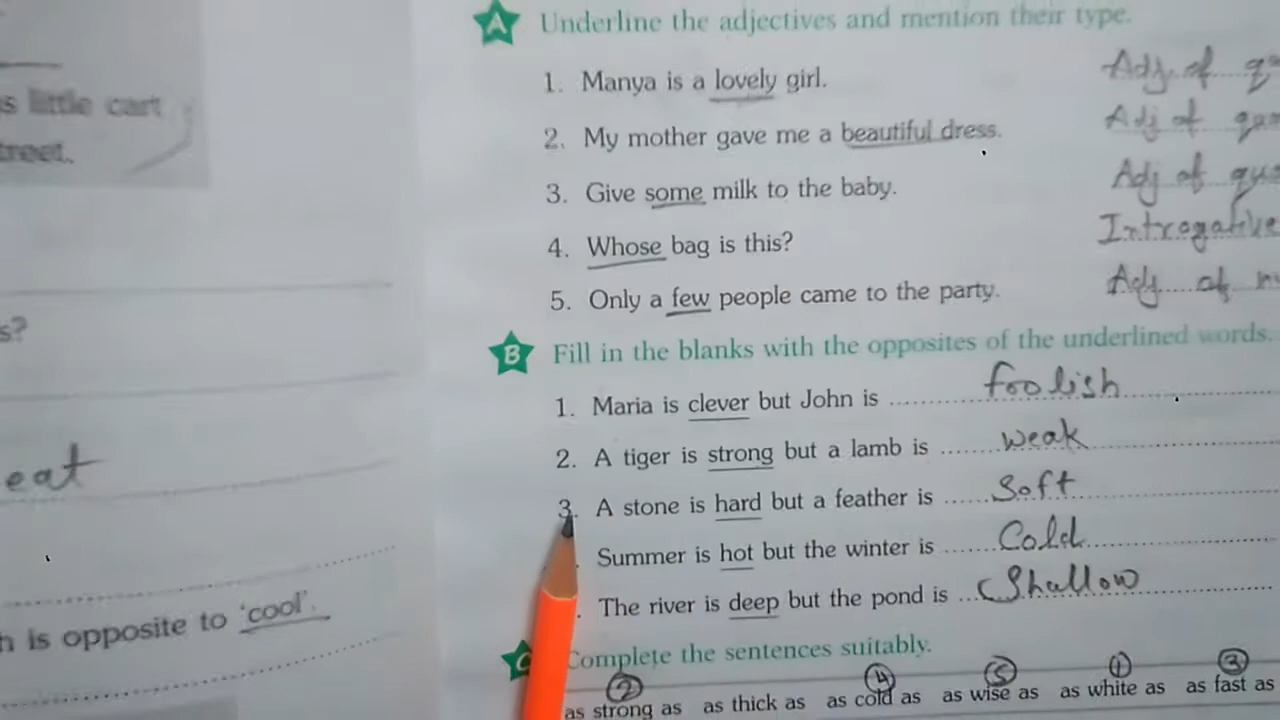 s little cart
treet.
s?
eat
h is opposite to 'cool'.
A Underline the adjectives and mention their type.
1. Manya is a lovely girl. Adj. of
2. My mother gave me a beautiful dress. Adj of
3. Give some milk to the baby. Adj of
4. Whose bag is this? Introgative
5. Only a few people came to the party. Adj of
B Fill in the blanks with the opposites of the underlined words.
1. Maria is clever but John is foolish
2. A tiger is strong but a lamb is weak
3. A stone is hard but a feather is Soft
Summer is hot but the winter is Cold
. The river is deep but the pond is Shallow
C Complete the sentences suitably.
2 4 5 1 3
as strong as as thick as as cold as as wise as as white as as fast as